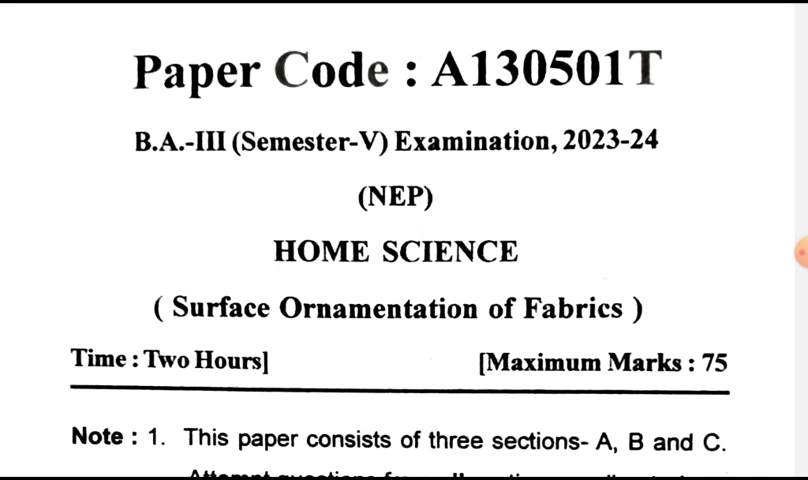 Paper Code : A130501T
B.A.-III (Semester-V) Examination, 2023-24
(NEP)
HOME SCIENCE
( Surface Ornamentation of Fabrics )
Time : Two Hours] [Maximum Marks : 75
Note : 1. This paper consists of three sections- A, B and C.